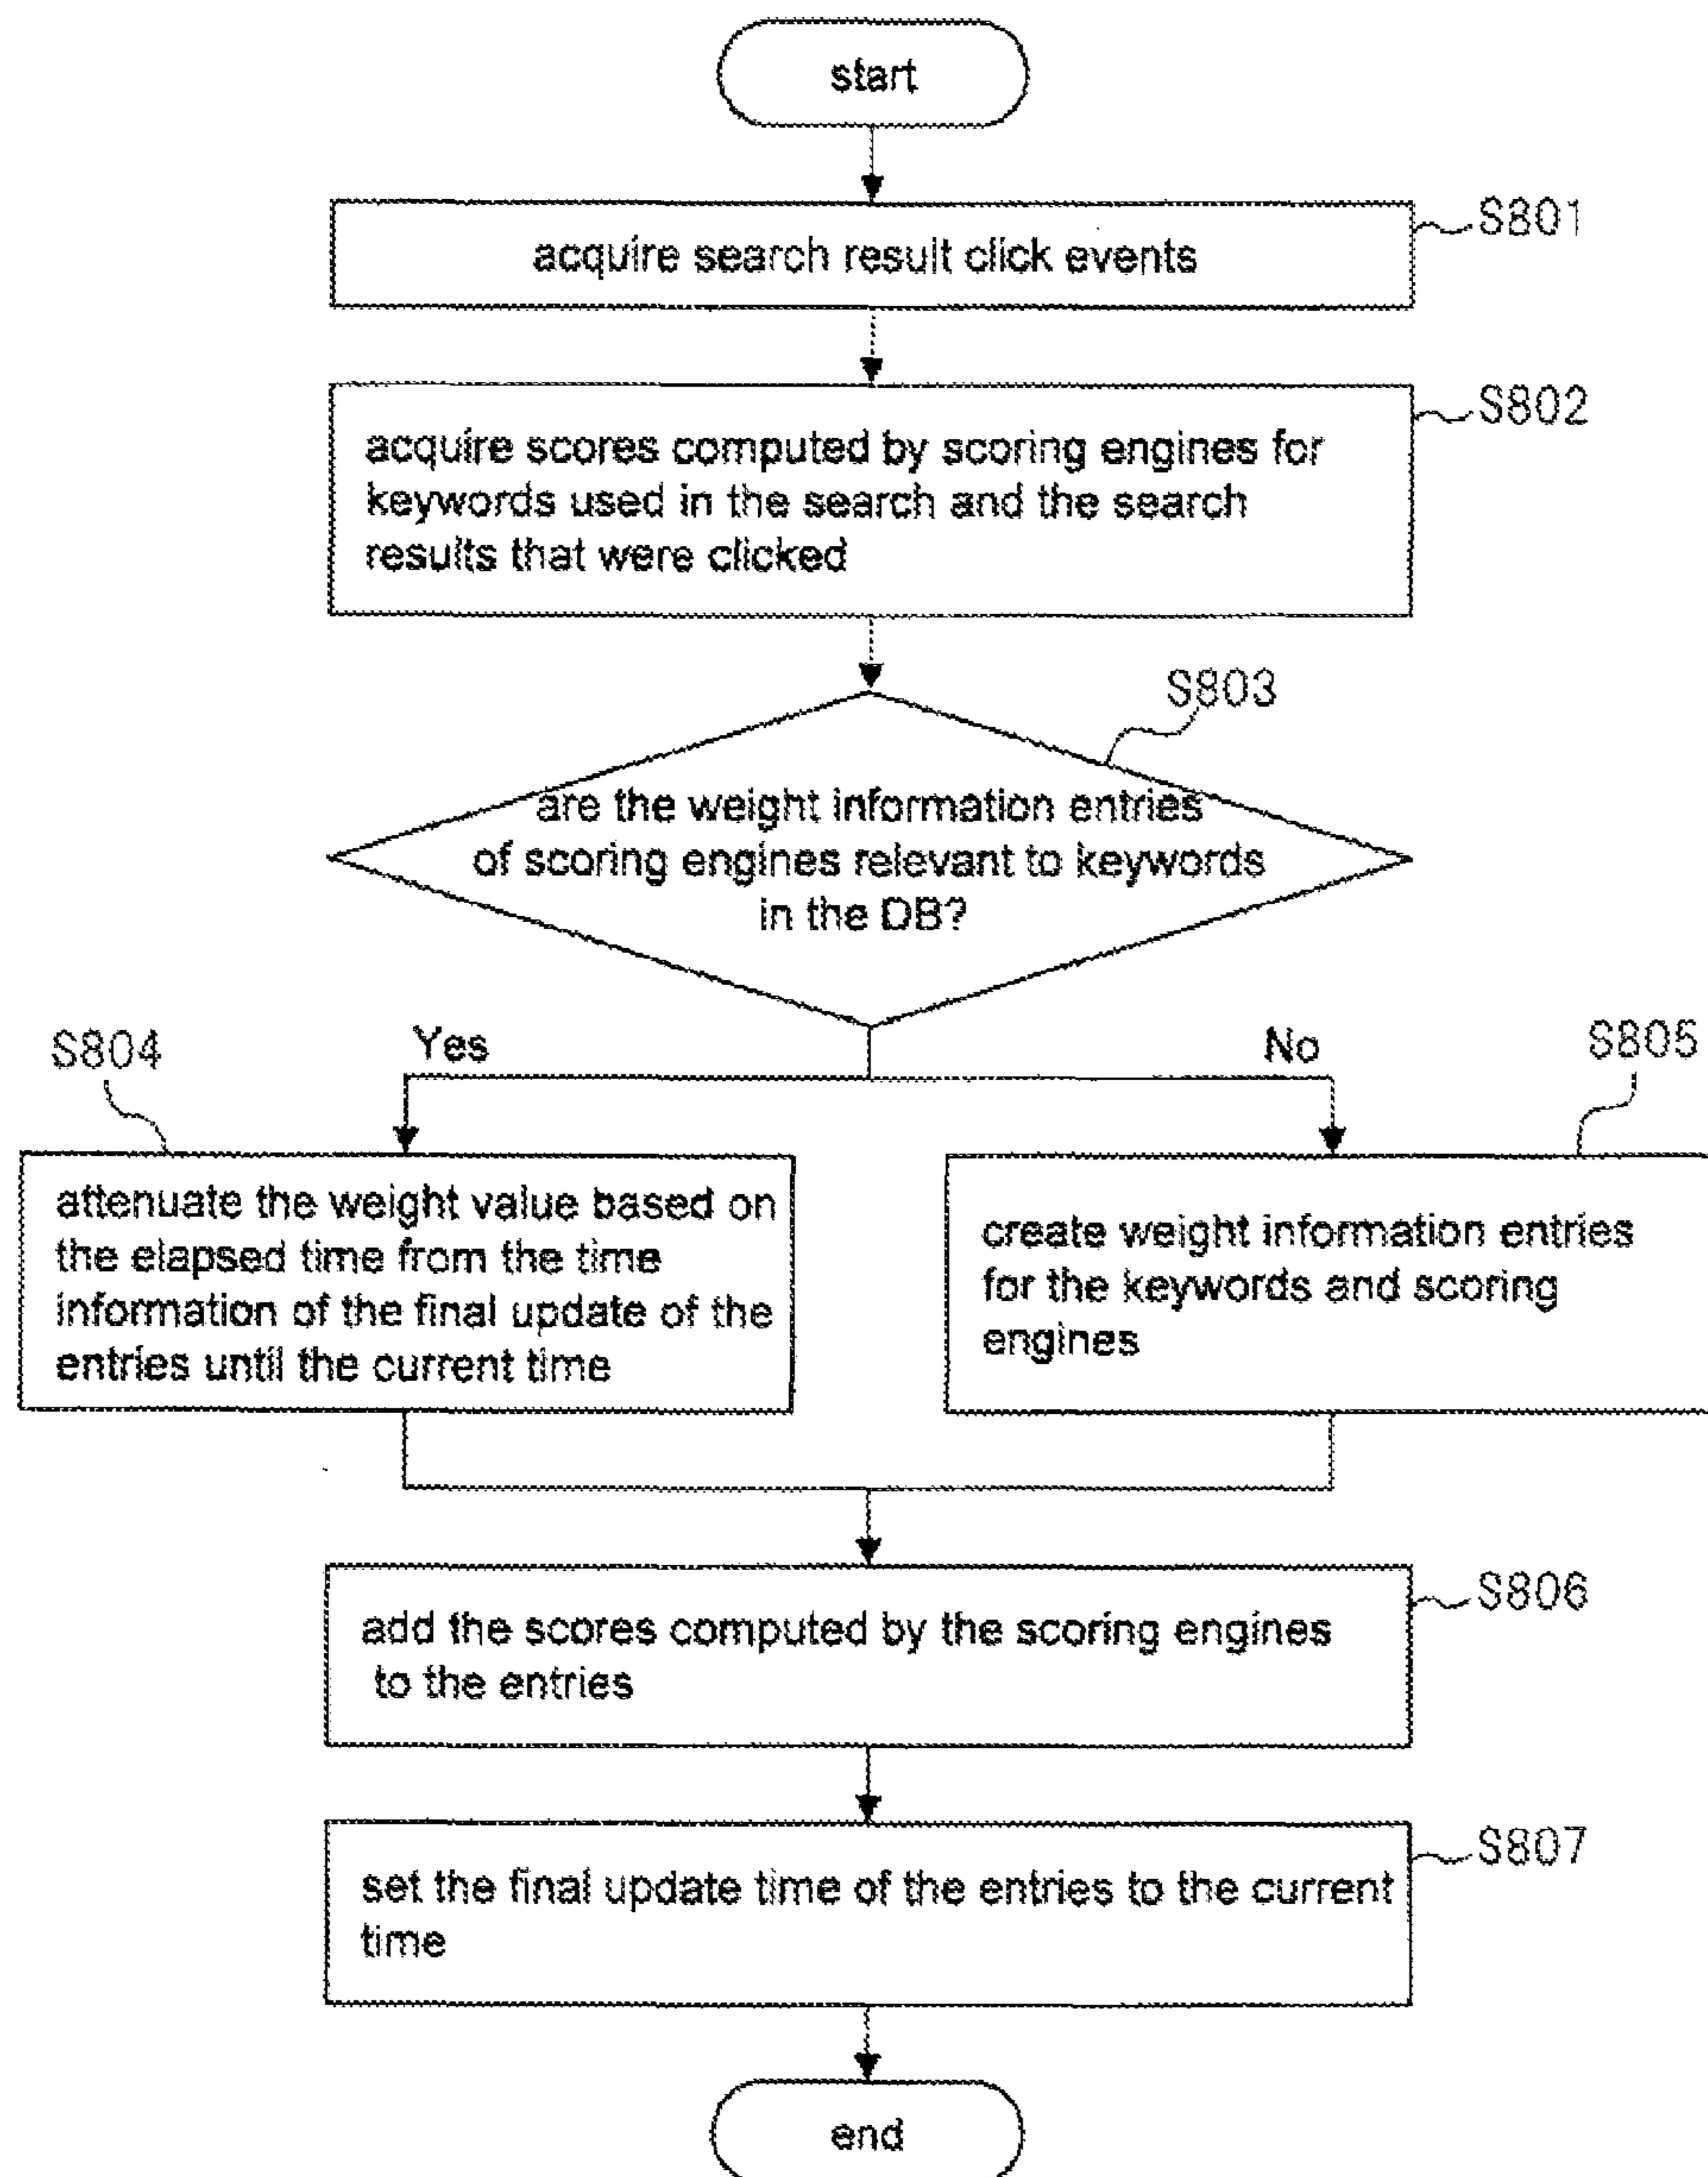 start
acquire search result click events
S801
acquire scores computed by scoring engines for
keywords used in the search and the search
results that were clicked
S802
S803
are the weight information entries
of scoring engines relevant to keywords
in the DB?
Yes
No
S804
S805
attenuate the weight value based on
the elapsed time from the time
information of the final update of the
entries until the current time
create weight information entries
for the keywords and scoring
engines
add the scores computed by the scoring engines
to the entries
S806
set the final update time of the entries to the current
time
S807
end